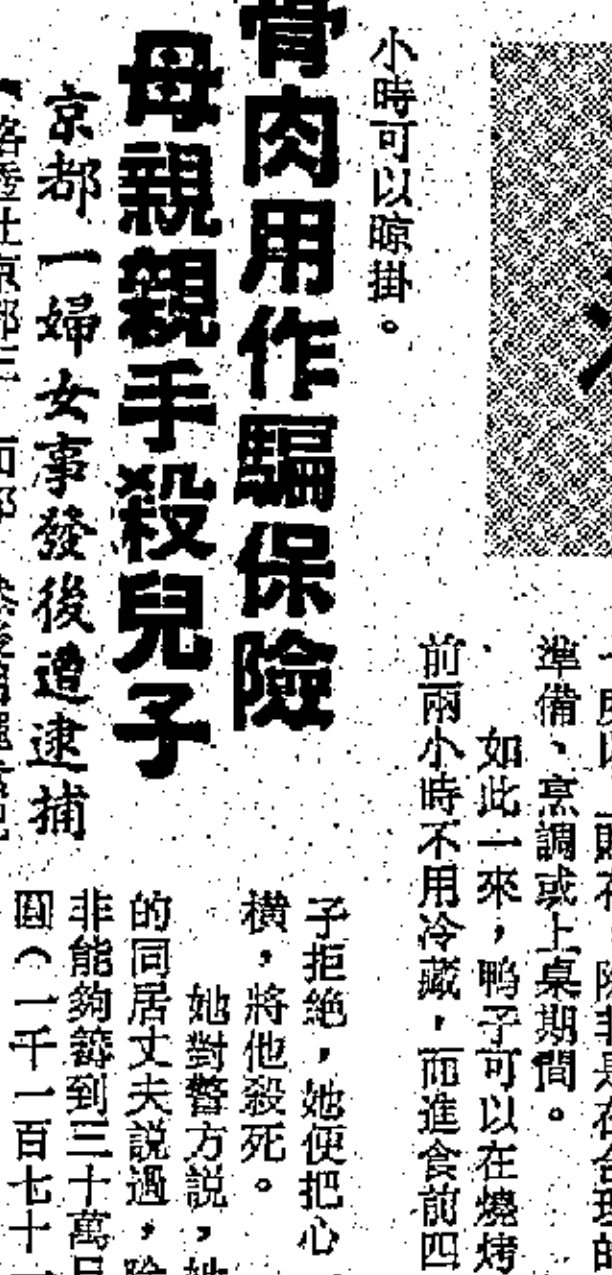 準備、烹調或上桌期間。
如此一來，鴨子可以在燒烤
前兩小時不用冷藏，而進食前四
小時可以晾掛。
骨肉用作騙保險
母親親手殺兒子
京都一婦女事發後遭逮捕
子拒絕，她便把心
橫，將他殺死。
她對警方說，她
的同居丈夫說過，除
非能夠籌到三十萬日
圓（一千一百七十